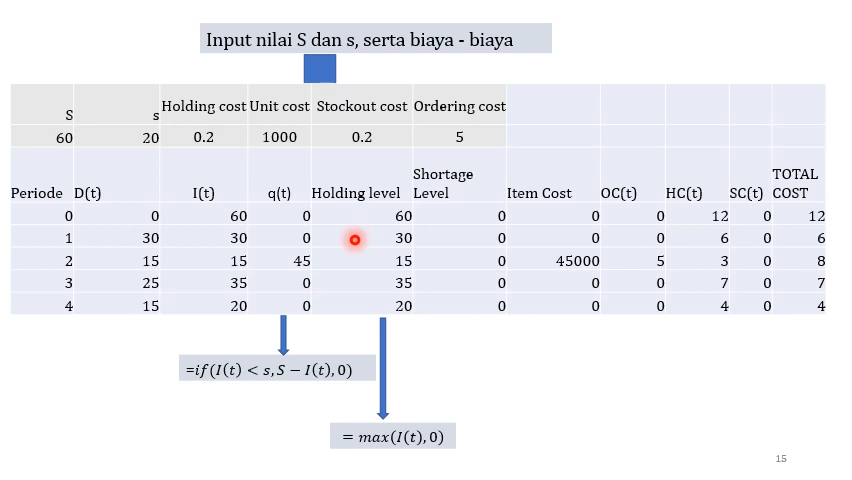 Input nilai S dan s, serta biaya - biaya
S s Holding cost Unit cost Stockout cost Ordering cost
60 20 0.2 1000 0.2 5
Periode D(t) I(t) q(t) Holding level Shortage Level Item Cost OC(t) HC(t) SC(t) TOTAL COST
0 0 60 0 60 0 0 0 12 0 12
1 30 30 0 30 0 0 0 6 0 6
2 15 15 45 15 0 45000 5 3 0 8
3 25 35 0 35 0 0 0 7 0 7
4 15 20 0 20 0 0 0 4 0 4
=if(I(t) < s, S − I(t), 0)
= max(I(t), 0)
15